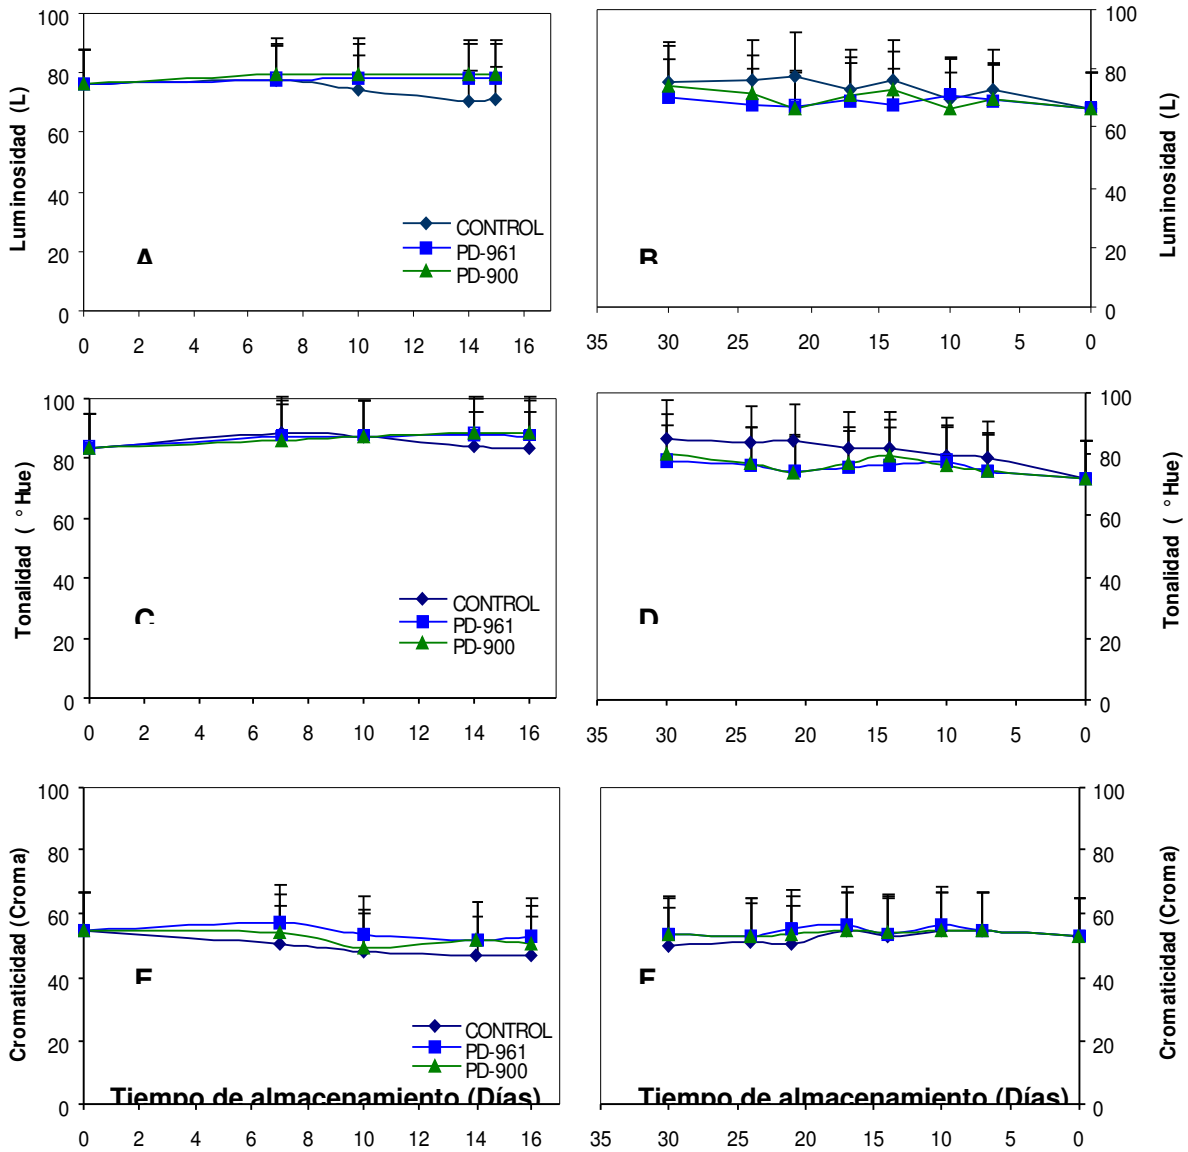 100
80
60
40
20
0
Luminosidad (L)
A
CONTROL
PD-961
PD-900
0 2 4 6 8 10 12 14 16
100
80
60
40
20
0
Luminosidad (L)
B
35 30 25 20 15 10 5 0
100
80
60
40
20
0
Tonalidad ( °Hue)
C
CONTROL
PD-961
PD-900
0 2 4 6 8 10 12 14 16
100
80
60
40
20
0
Tonalidad ( °Hue)
D
35 30 25 20 15 10 5 0
100
80
60
40
20
0
Cromaticidad (Croma)
CONTROL
PD-961
PD-900
Tiempo de almacenamiento (Días)
0 2 4 6 8 10 12 14 16
100
80
60
40
20
0
Cromaticidad (Croma)
Tiempo de almacenamiento (Días)
35 30 25 20 15 10 5 0